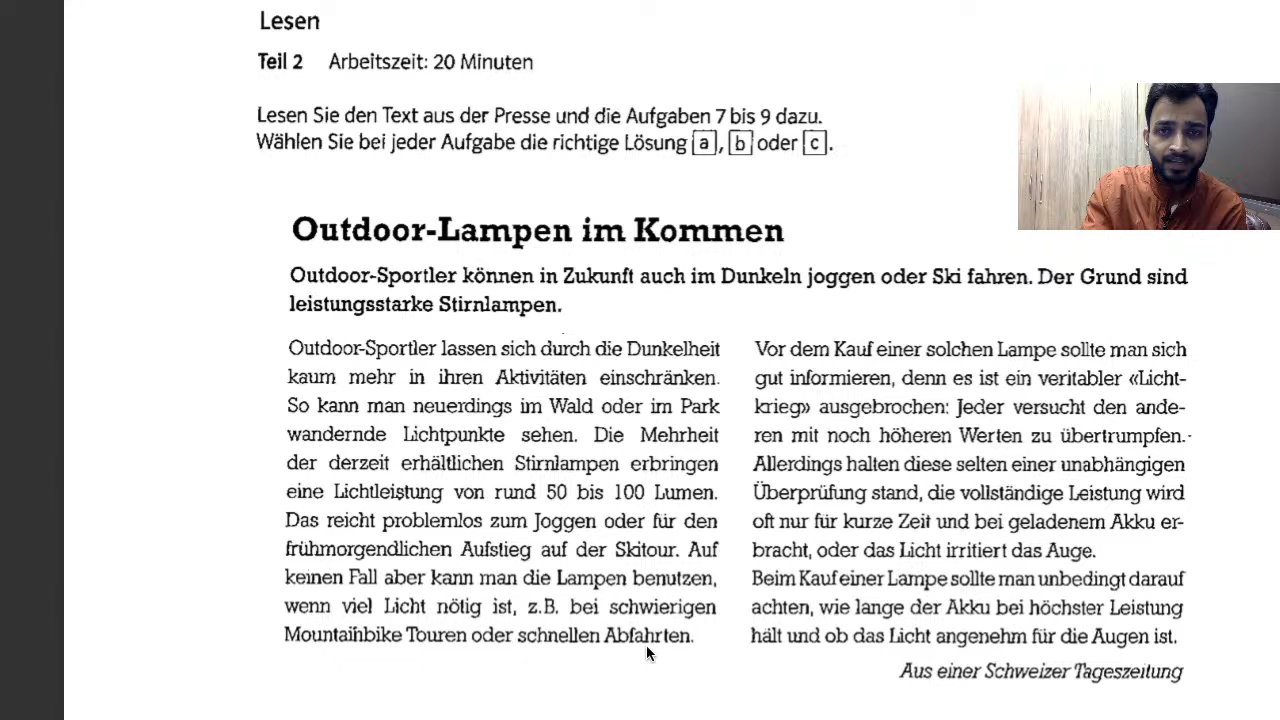 Lesen
Teil 2 Arbeitszeit: 20 Minuten
Lesen Sie den Text aus der Presse und die Aufgaben 7 bis 9 dazu.
Wählen Sie bei jeder Aufgabe die richtige Lösung a, b oder c.
Outdoor-Lampen im Kommen
Outdoor-Sportler können in Zukunft auch im Dunkeln joggen oder Ski fahren. Der Grund sind
leistungsstarke Stirnlampen.
Outdoor-Sportler lassen sich durch die Dunkelheit
kaum mehr in ihren Aktivitäten einschränken.
So kann man neuerdings im Wald oder im Park
wandernde Lichtpunkte sehen. Die Mehrheit
der derzeit erhältlichen Stirnlampen erbringen
eine Lichtleistung von rund 50 bis 100 Lumen.
Das reicht problemlos zum Joggen oder für den
frühmorgendlichen Aufstieg auf der Skitour. Auf
keinen Fall aber kann man die Lampen benutzen,
wenn viel Licht nötig ist, z.B. bei schwierigen
Mountainbike Touren oder schnellen Abfahrten.
Vor dem Kauf einer solchen Lampe sollte man sich
gut informieren, denn es ist ein veritabler «Licht-
krieg» ausgebrochen: Jeder versucht den ande-
ren mit noch höheren Werten zu übertrumpfen.
Allerdings halten diese selten einer unabhängigen
Überprüfung stand, die vollständige Leistung wird
oft nur für kurze Zeit und bei geladenem Akku er-
bracht, oder das Licht irritiert das Auge.
Beim Kauf einer Lampe sollte man unbedingt darauf
achten, wie lange der Akku bei höchster Leistung
hält und ob das Licht angenehm für die Augen ist.
Aus einer Schweizer Tageszeitung